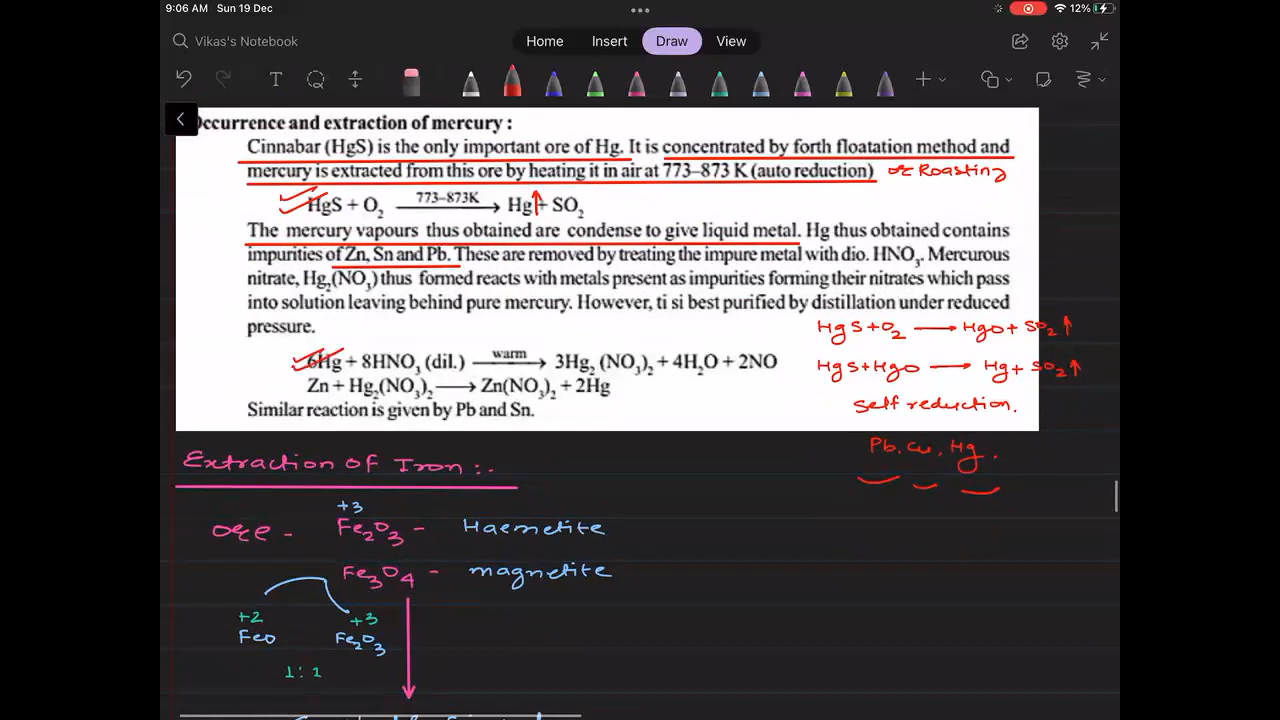 9:06 AM Sun 19 Dec
12%
Vikas's Notebook
Home Insert Draw View
Occurrence and extraction of mercury :
Cinnabar (HgS) is the only important ore of Hg. It is concentrated by forth floatation method and
mercury is extracted from this ore by heating it in air at 773–873 K (auto reduction) or Roasting
HgS + O₂ 773–873K → Hg↑ + SO₂
The mercury vapours thus obtained are condense to give liquid metal. Hg thus obtained contains
impurities of Zn, Sn and Pb. These are removed by treating the impure metal with dio. HNO₃. Mercurous
nitrate, Hg₂(NO₃) thus formed reacts with metals present as impurities forming their nitrates which pass
into solution leaving behind pure mercury. However, ti si best purified by distillation under reduced
pressure.
HgS+O₂ → HgO+ SO₂↑
6Hg + 8HNO₃ (dil.) warm → 3Hg₂ (NO₃)₂ + 4H₂O + 2NO
HgS+HgO → Hg+ SO₂↑
Zn + Hg₂(NO₃)₂ → Zn(NO₃)₂ + 2Hg
Self reduction.
Similar reaction is given by Pb and Sn.
Pb. Cu, Hg.
Extraction of Iron :.
+3
ore - Fe₂O₃ - Haemetite
Fe₃O₄ - magnetite
+2 +3
FeO Fe₂O₃
1:1